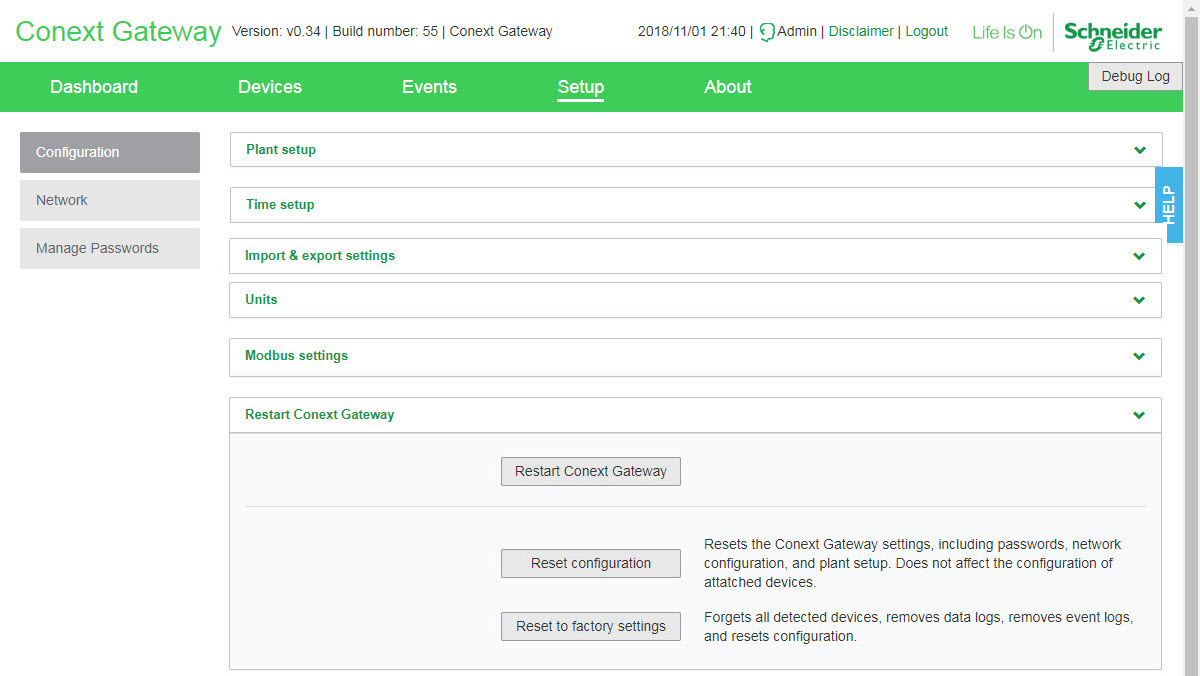 Conext Gateway Version: v0.34 | Build number: 55 | Conext Gateway 2018/11/01 21:40 | Admin | Disclaimer | Logout Life Is On Schneider Electric
Dashboard Devices Events Setup About Debug Log
Configuration
Network
Manage Passwords
Plant setup
Time setup
HELP
Import & export settings
Units
Modbus settings
Restart Conext Gateway
Restart Conext Gateway
Reset configuration
Resets the Conext Gateway settings, including passwords, network
configuration, and plant setup. Does not affect the configuration of
attatched devices.
Reset to factory settings
Forgets all detected devices, removes data logs, removes event logs,
and resets configuration.